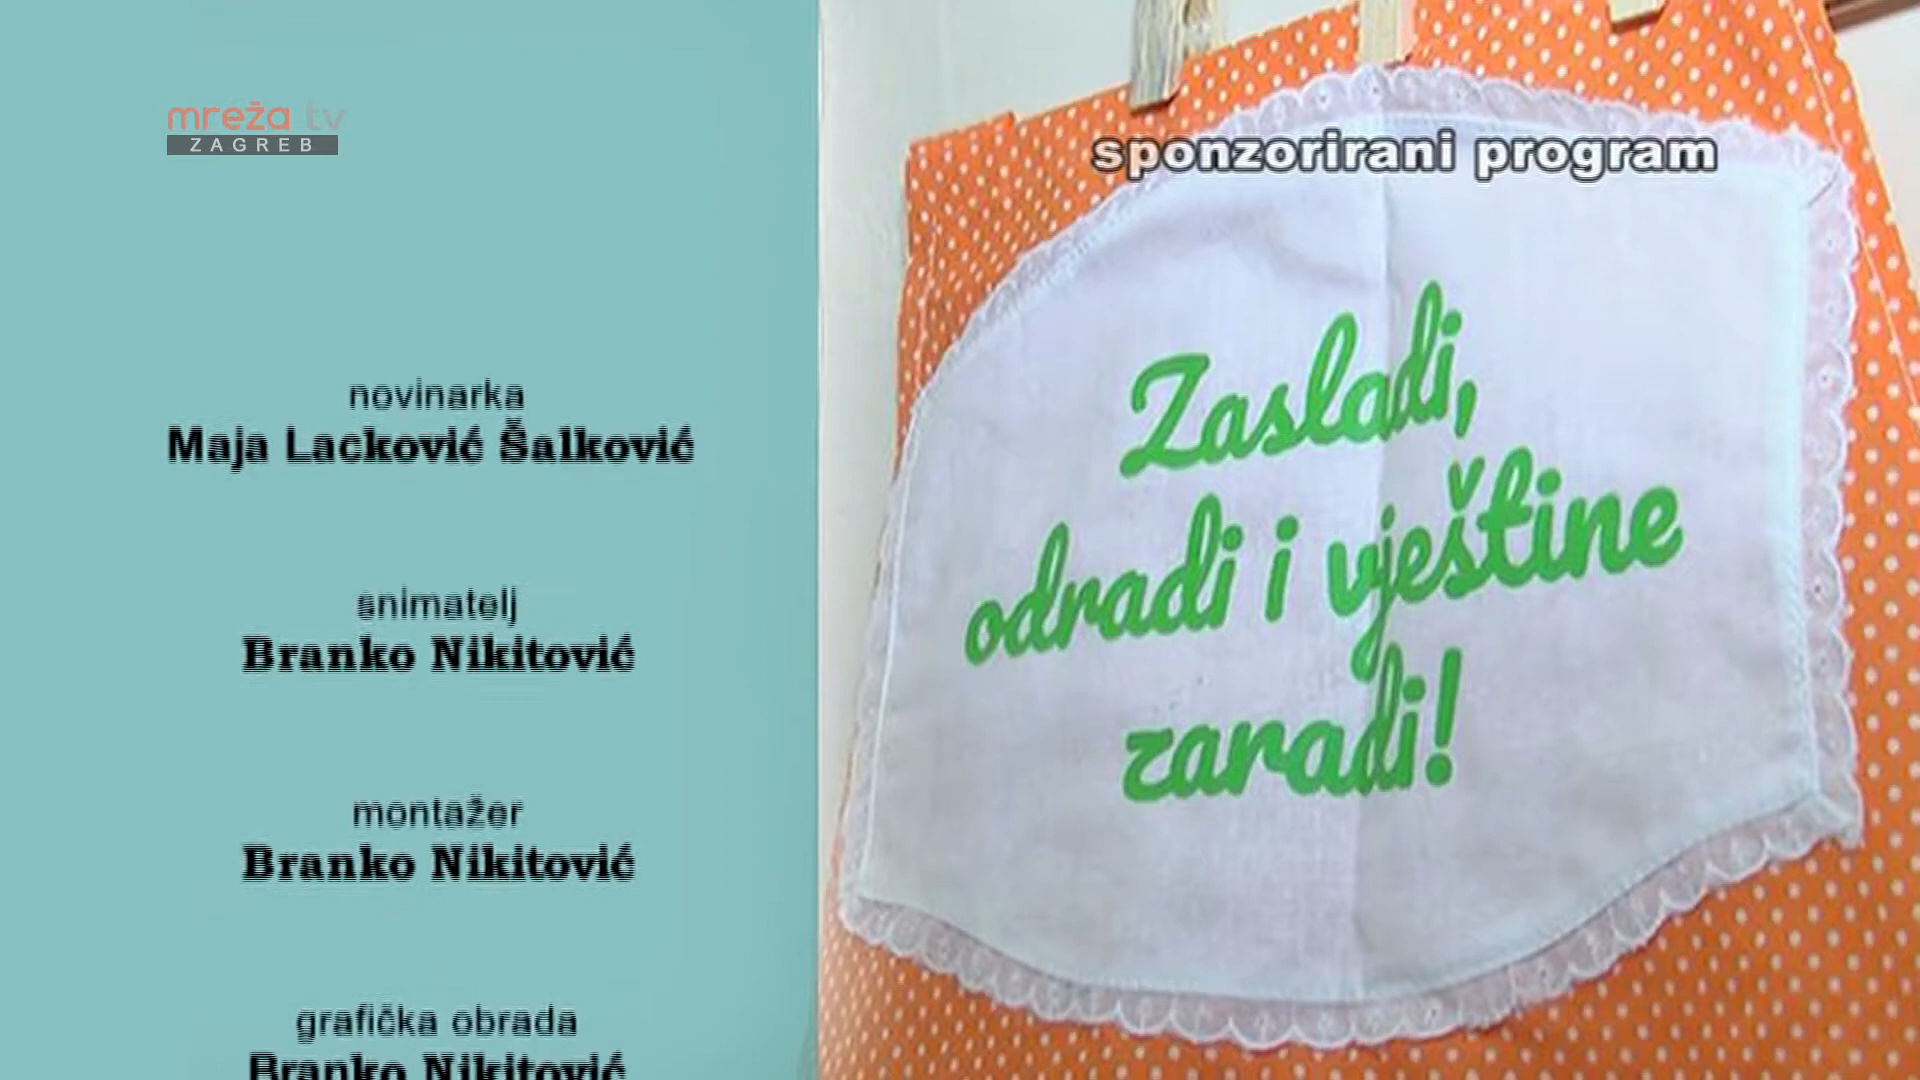 mreža tv
ZAGREB
sponzorirani program
novinarka
Maja Lacković Šalković
snimatelj
Branko Nikitović
montažer
Branko Nikitović
grafička obrada
Branko Nikitović
Zasladi,
odradi i vještine
zaradi!